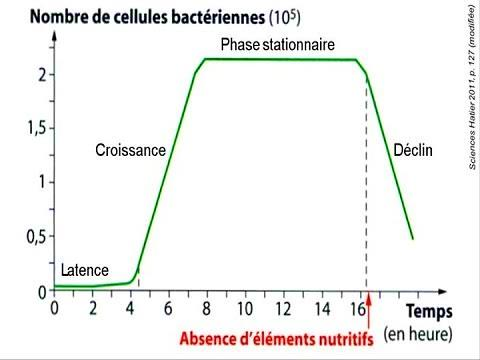 Nombre de cellules bactériennes (10⁵)
Phase stationnaire
2
1,5
Croissance
Déclin
1
0,5
Latence
0
0 2 4 6 8 10 12 14 16 Temps
(en heure)
Absence d'éléments nutritifs
Sciences Hatier 2011, p. 127 (modifiée)